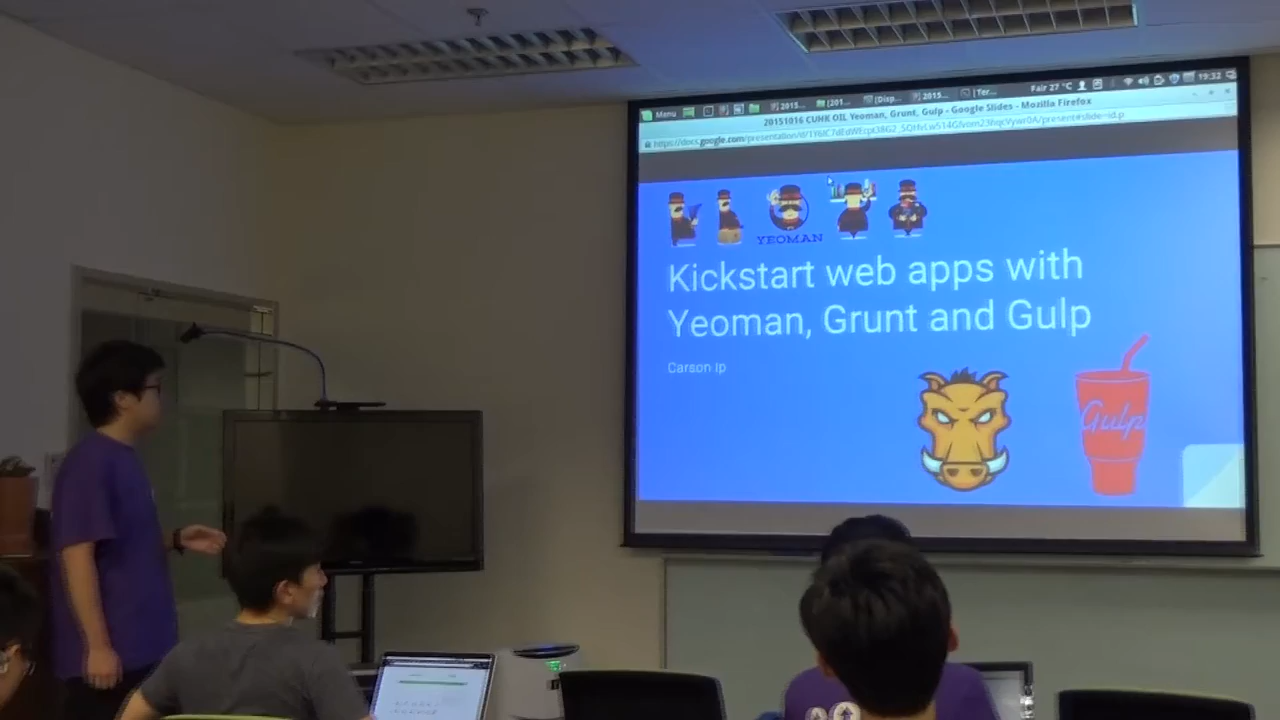 Menu
Fair 27 °C
19:32
20151016 CUHK OIL Yeoman, Grunt, Gulp - Google Slides - Mozilla Firefox
YEOMAN
Kickstart web apps with
Yeoman, Grunt and Gulp
Carson Ip
Gulp